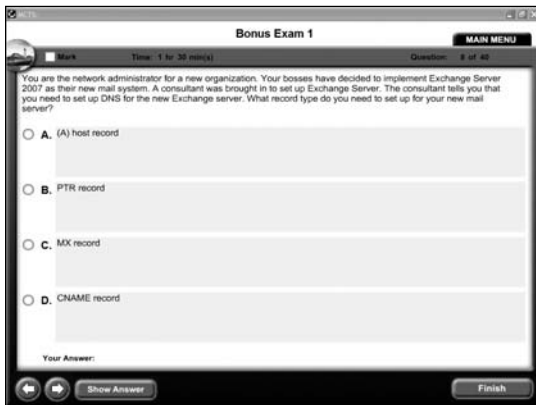 MCTS
Bonus Exam 1
MAIN MENU
Mark Time: 1 hr 30 min(s) Question: 8 of 40
You are the network administrator for a new organization. Your bosses have decided to implement Exchange Server
2007 as their new mail system. A consultant was brought in to set up Exchange Server. The consultant tells you that
you need to set up DNS for the new Exchange server. What record type do you need to set up for your new mail
server?
A. (A) host record
B. PTR record
C. MX record
D. CNAME record
Your Answer:
Show Answer Finish